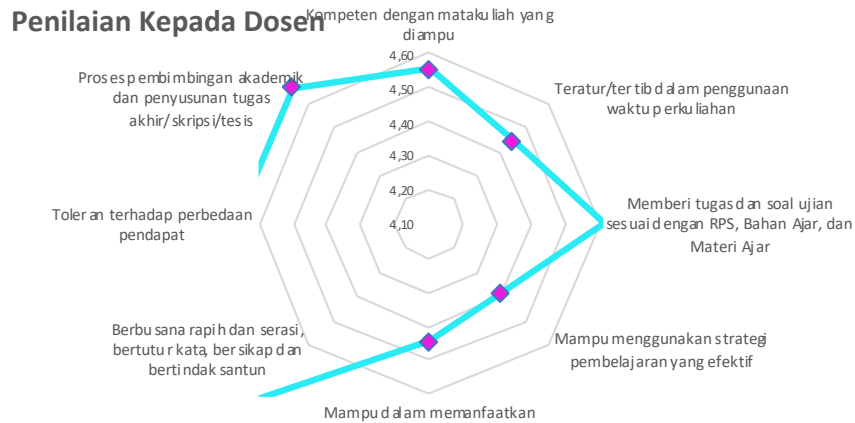 Penilaian Kepada Dosen
Kompeten dengan matakuliah yang
diampu
Teratur/tertib dalam penggunaan
waktu perkuliahan
Memberi tugas dan soal ujian
sesuai dengan RPS, Bahan Ajar, dan
Materi Ajar
Mampu menggunakan strategi
pembelajaran yang efektif
Mampu dalam memanfaatkan
Berbusana rapih dan serasi,
bertutur kata, bersikap dan
bertindak santun
Toleran terhadap perbedaan
pendapat
Proses pembimbingan akademik
dan penyusunan tugas
akhir/skripsi/tesis
4,60
4,50
4,40
4,30
4,20
4,10